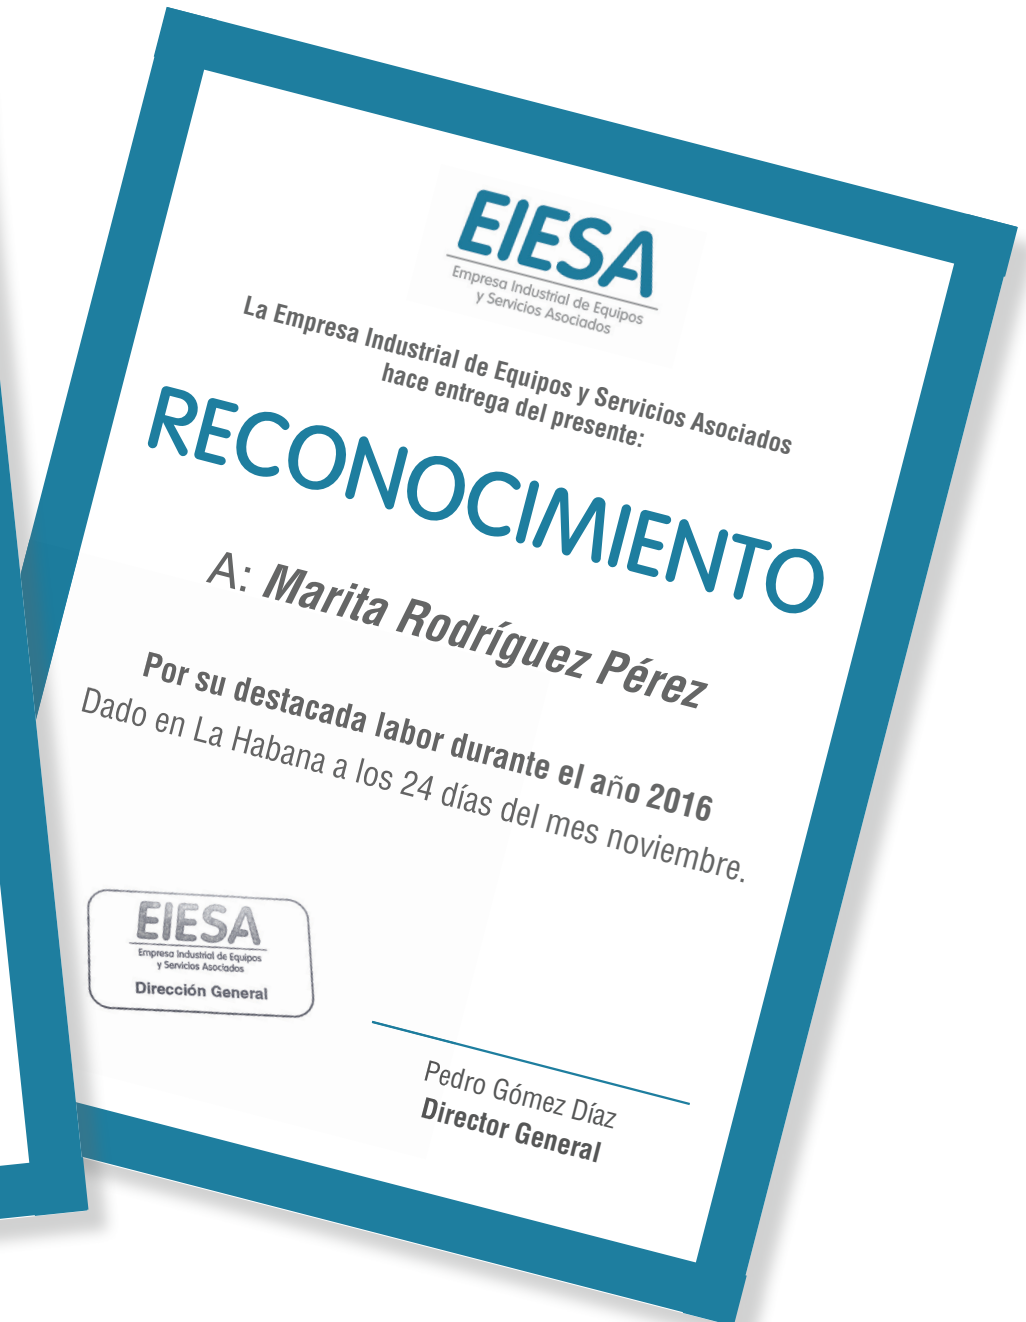 EIESA
Empresa Industrial de Equipos
y Servicios Asociados
La Empresa Industrial de Equipos y Servicios Asociados
hace entrega del presente:
RECONOCIMIENTO
A: Marita Rodríguez Pérez
Por su destacada labor durante el año 2016
Dado en La Habana a los 24 días del mes noviembre.
EIESA
Empresa Industrial de Equipos
y Servicios Asociados
Dirección General
Pedro Gómez Díaz
Director General